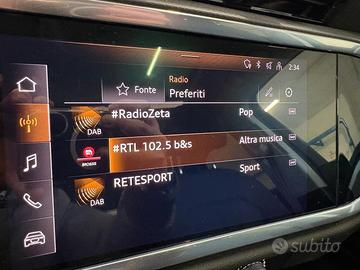 2:34
Radio
☆ Fonte
Preferiti
#RadioZeta
Pop
DAB
#RTL 102.5 b&s
Altra musica
RETESPORT
Sport
DAB
subito